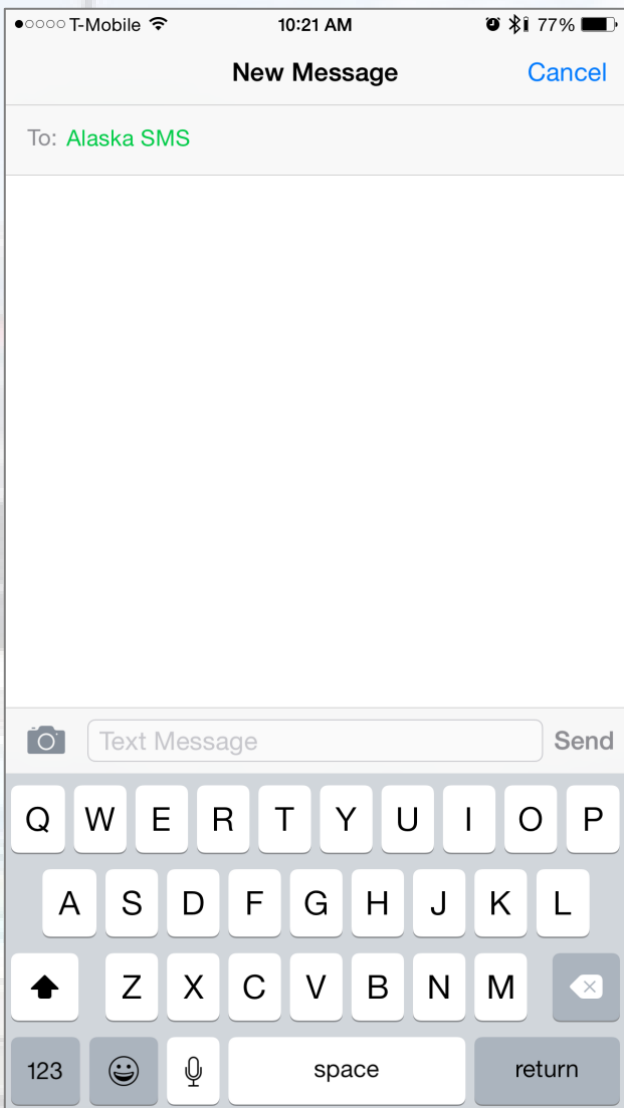 T-Mobile 10:21 AM 77%
New Message Cancel
To: Alaska SMS
Text Message Send
Q W E R T Y U I O P
A S D F G H J K L
Z X C V B N M
123 space return